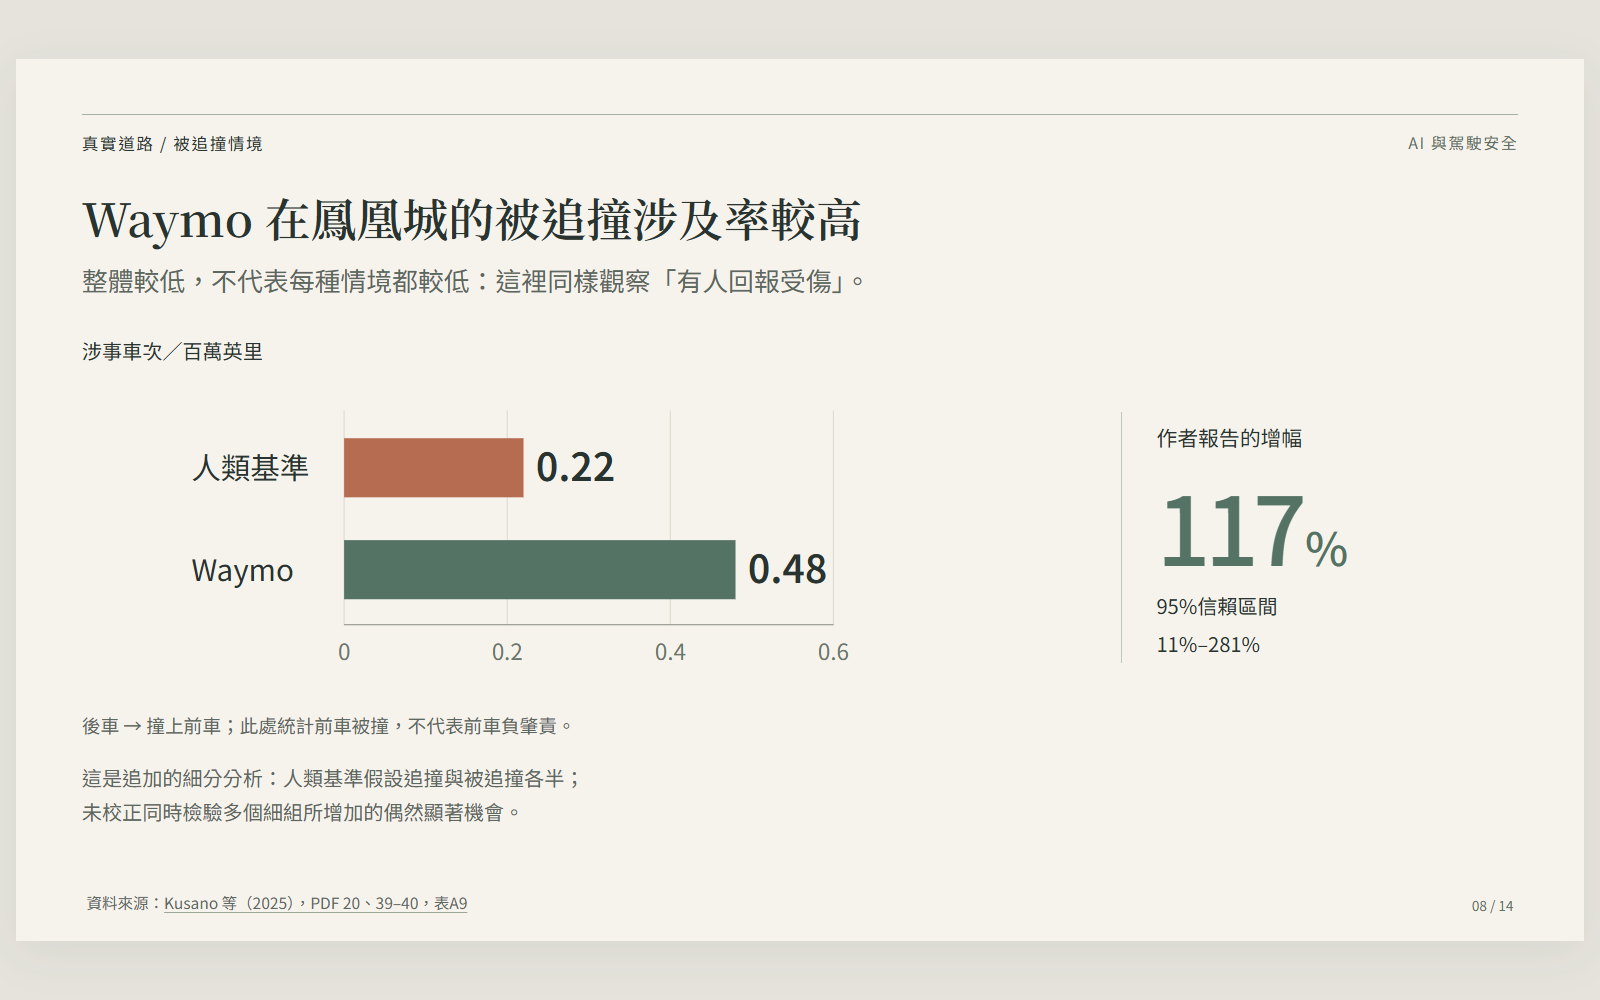 真實道路 / 被追撞情境
AI 與駕駛安全
Waymo 在鳳凰城的被追撞涉及率較高
整體較低，不代表每種情境都較低：這裡同樣觀察「有人回報受傷」。
涉事車次／百萬英里
人類基準
0.22
Waymo
0.48
0
0.2
0.4
0.6
作者報告的增幅
117%
95%信賴區間
11%–281%
後車 → 撞上前車；此處統計前車被撞，不代表前車負肇責。
這是追加的細分分析：人類基準假設追撞與被追撞各半；
未校正同時檢驗多個細組所增加的偶然顯著機會。
資料來源：Kusano 等（2025），PDF 20、39–40，表A9
08 / 14